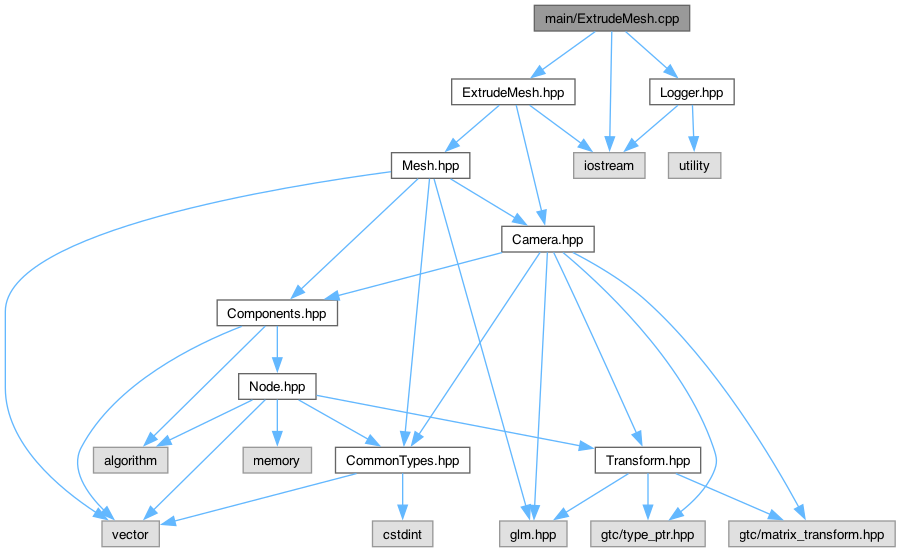 main/ExtrudeMesh.cpp
ExtrudeMesh.hpp
Logger.hpp
Mesh.hpp
iostream
utility
Camera.hpp
Components.hpp
Node.hpp
algorithm
memory
CommonTypes.hpp
Transform.hpp
vector
cstdint
glm.hpp
gtc/type_ptr.hpp
gtc/matrix_transform.hpp